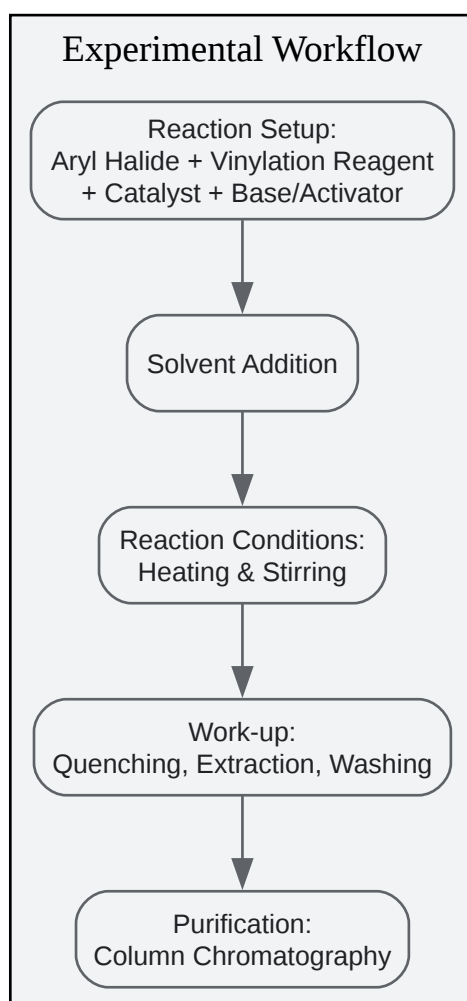 Experimental Workflow
Reaction Setup:
Aryl Halide + Vinylation Reagent
+ Catalyst + Base/Activator
Solvent Addition
Reaction Conditions:
Heating & Stirring
Work-up:
Quenching, Extraction, Washing
Purification:
Column Chromatography